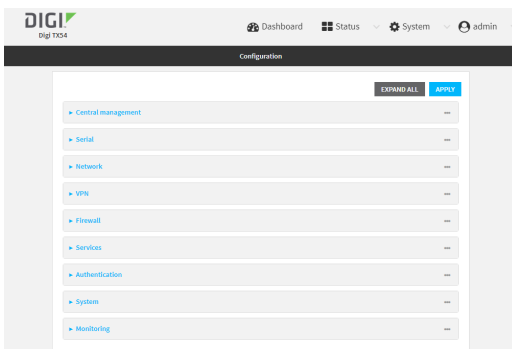 DIGI
Digi TX54
Dashboard Status System admin
Configuration
EXPAND ALL APPLY
Central management
Serial
Network
VPN
Firewall
Services
Authentication
System
Monitoring